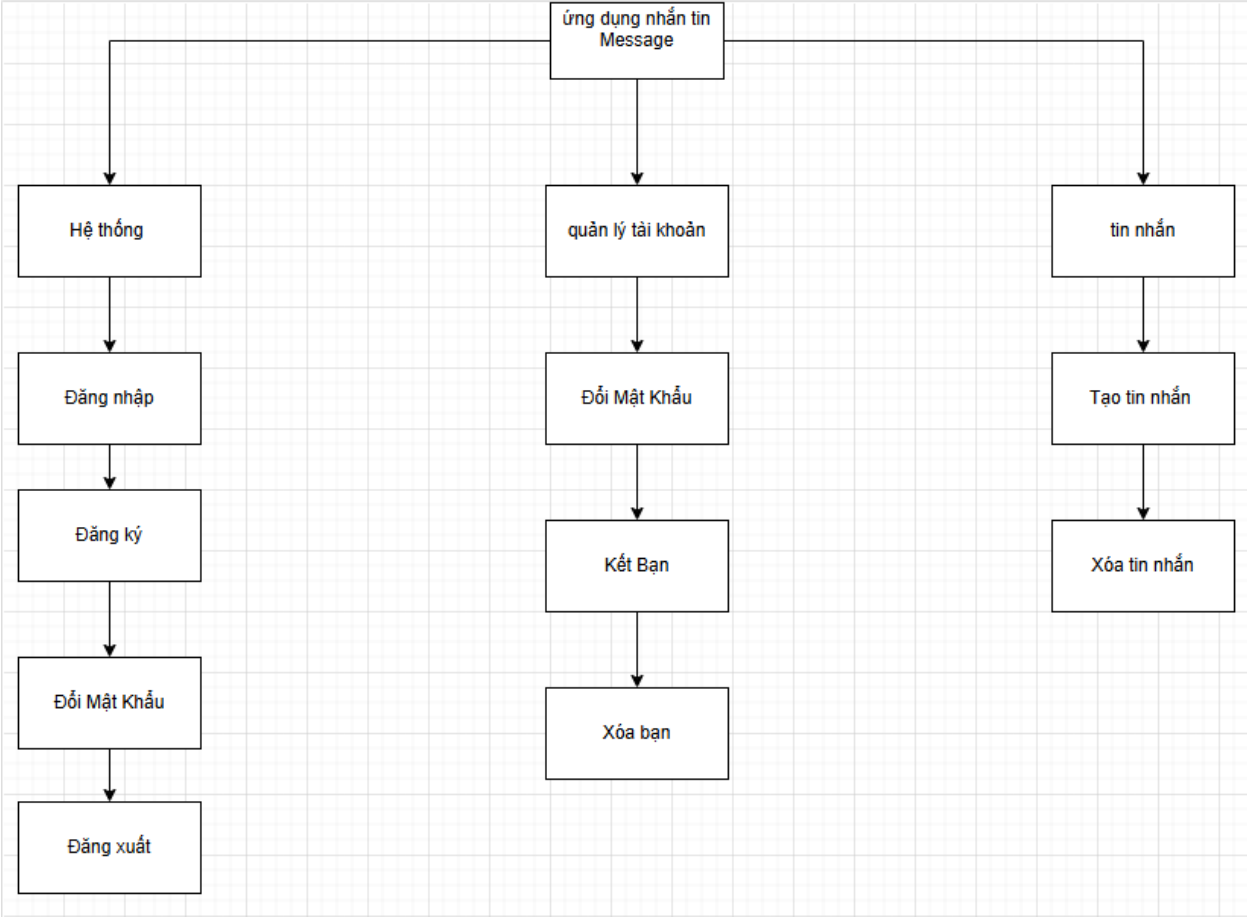 ứng dụng nhắn tin
Message
Hệ thống
quản lý tài khoản
tin nhắn
Đăng nhập
Đổi Mật Khẩu
Tạo tin nhắn
Đăng ký
Kết Bạn
Xóa tin nhắn
Đổi Mật Khẩu
Xóa bạn
Đăng xuất